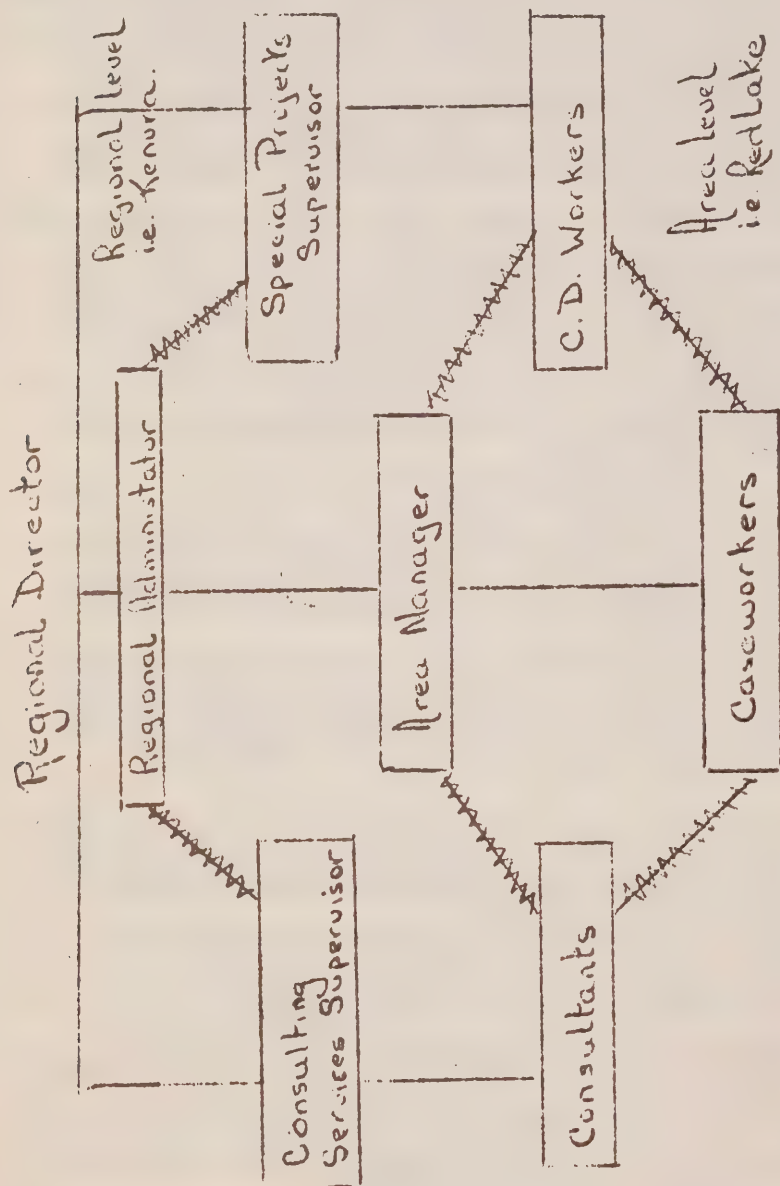 Regional Director
Regional Level
i.e. Kenora.
Regional Administator
Consulting
Services Supervisor
Special Projects
Supervisor
Area Manager
Consultants
C.D. Workers
Caseworkers
Area Level
i.e. Red Lake